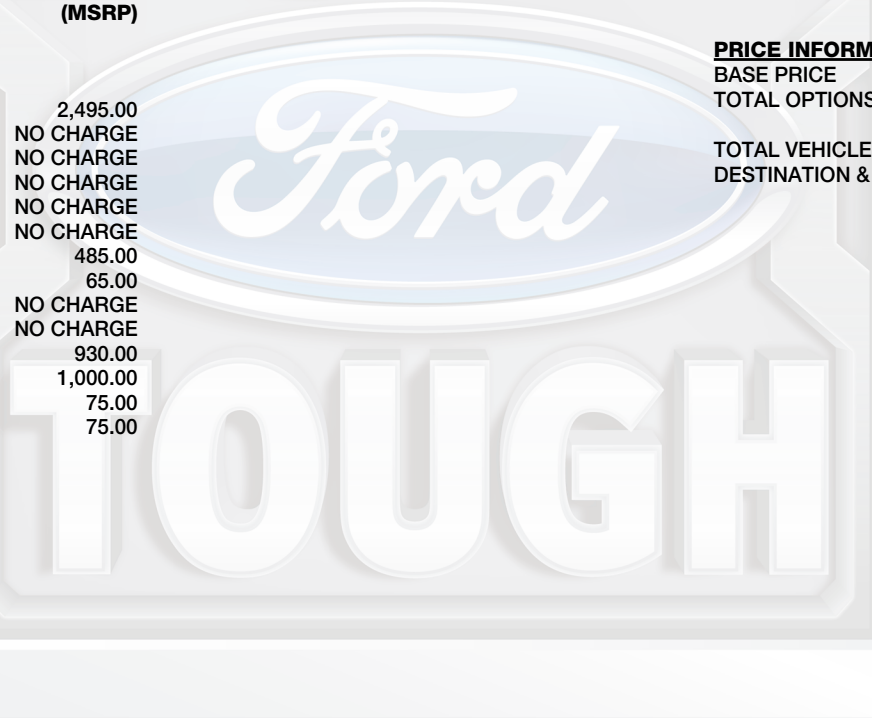 (MSRP)
2,495.00
NO CHARGE
NO CHARGE
NO CHARGE
NO CHARGE
NO CHARGE
485.00
65.00
NO CHARGE
NO CHARGE
930.00
1,000.00
75.00
75.00
PRICE INFORM
BASE PRICE
TOTAL OPTIONS
TOTAL VEHICLE
DESTINATION &
Ford
TOUGH